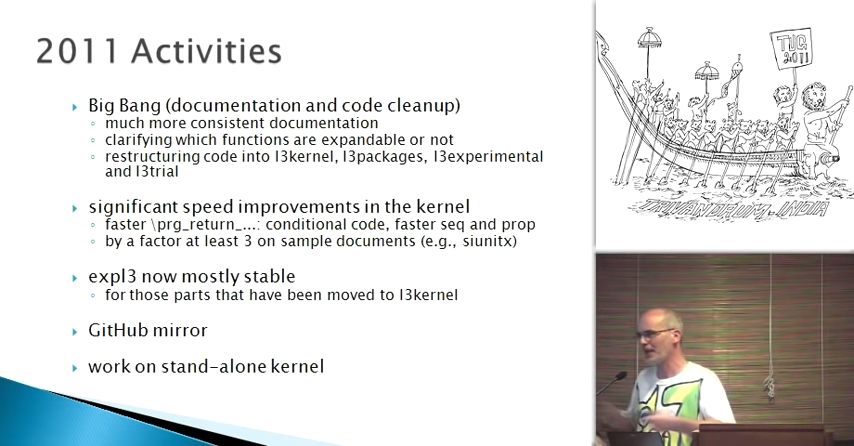 2011 Activities
Big Bang (documentation and code cleanup)
much more consistent documentation
clarifying which functions are expandable or not
restructuring code into l3kernel, l3packages, l3experimental
and l3trial
significant speed improvements in the kernel
faster \prg_return_...: conditional code, faster seq and prop
by a factor at least 3 on sample documents (e.g., siunitx)
expl3 now mostly stable
for those parts that have been moved to l3kernel
GitHub mirror
work on stand-alone kernel
TUG
2011
TRIVANDRUM, INDIA